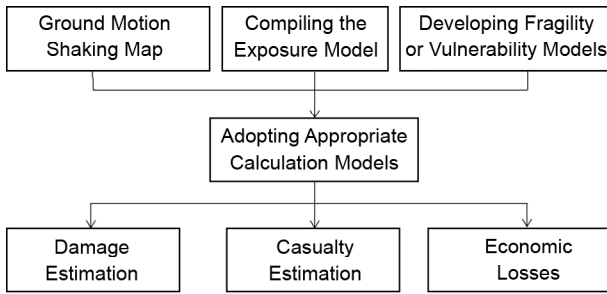 Ground Motion
Shaking Map
Compiling the
Exposure Model
Developing Fragility
or Vulnerability Models
Adopting Appropriate
Calculation Models
Damage
Estimation
Casualty
Estimation
Economic
Losses